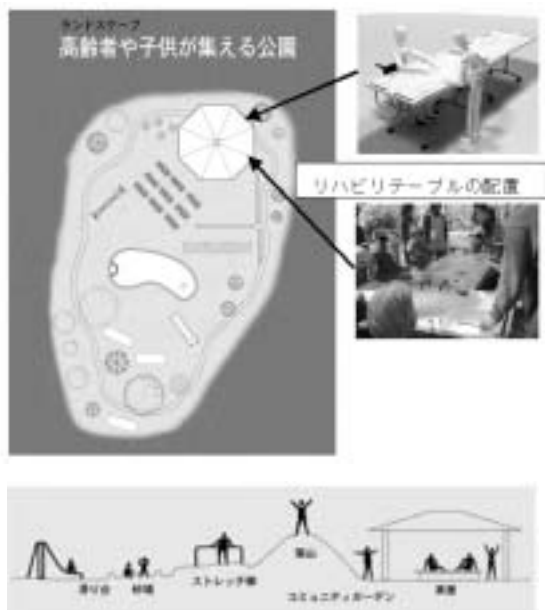 ランドスケープ
高齢者や子供が集える公園
リハビリテーブルの配置
滑り台
砂場
ストレッチ柵
築山
コミュニティガーデン
東屋